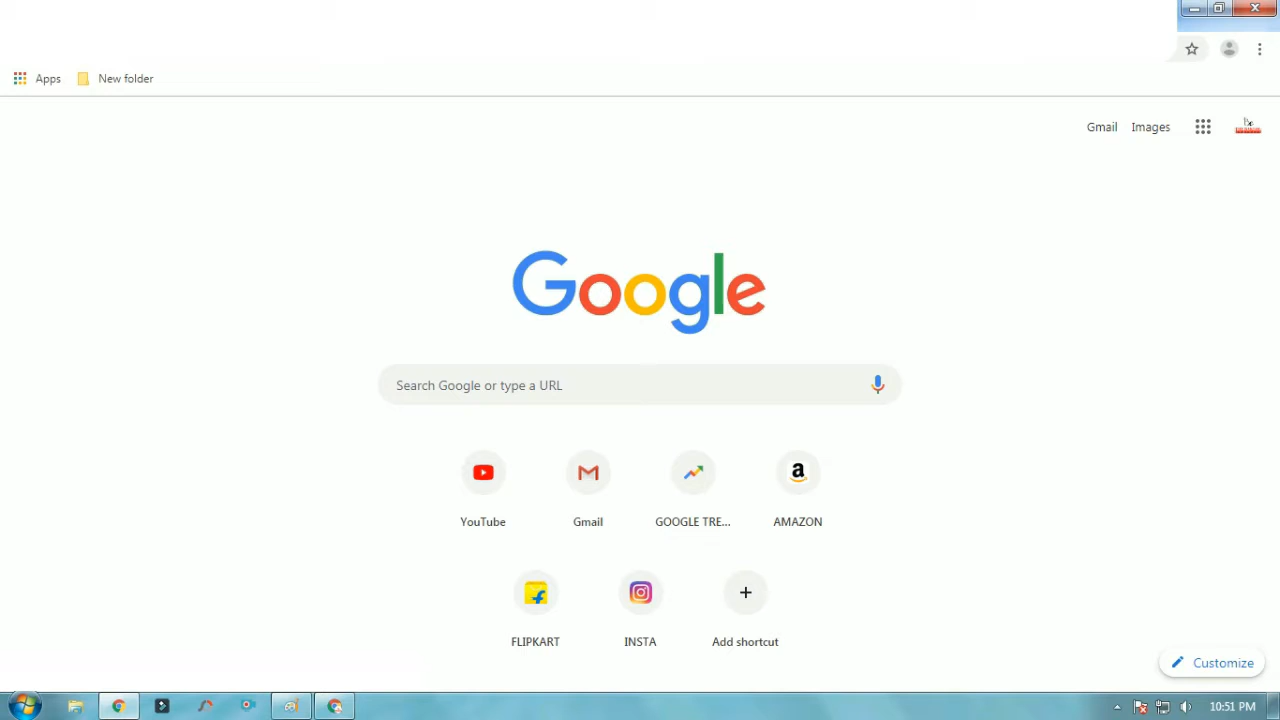 Apps New folder
Gmail Images
Google
Search Google or type a URL
YouTube Gmail GOOGLE TRE... AMAZON
FLIPKART INSTA Add shortcut
Customize
10:51 PM